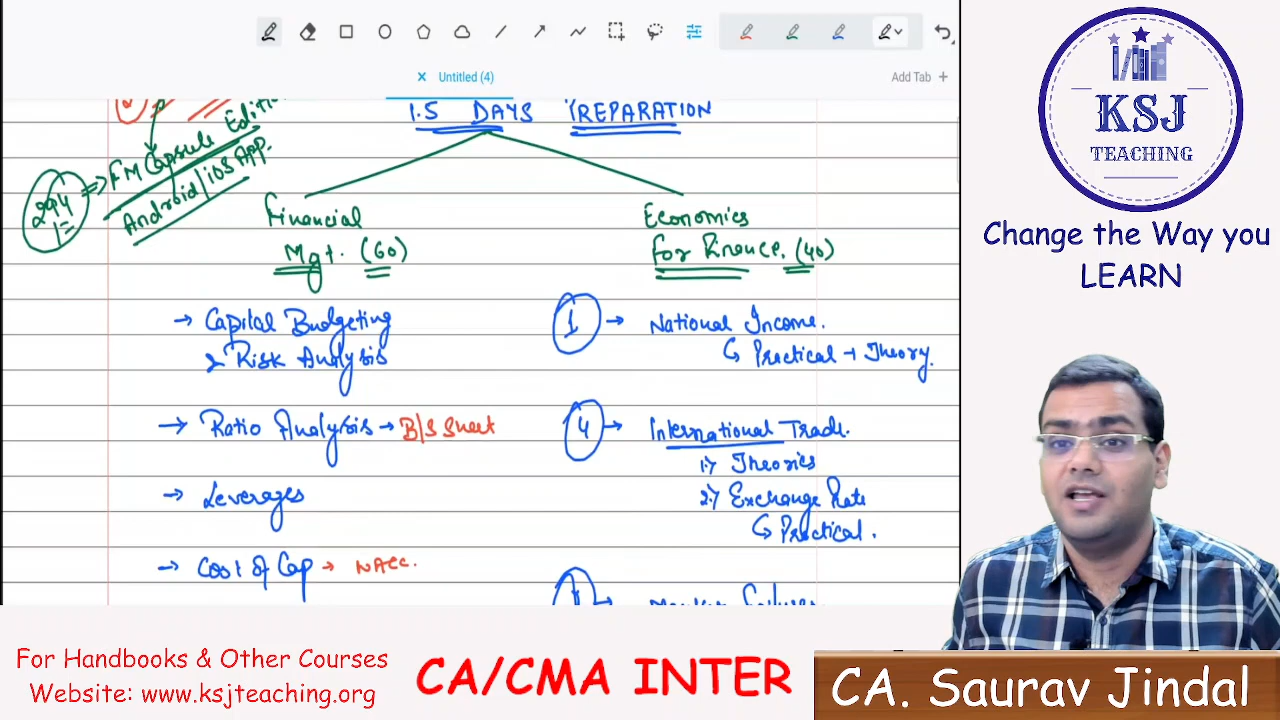 Untitled (4)
Add Tab
1.5 DAYS PREPARATION
294
1=
FM Capsule Edition
Android/iOS App.
Financial
Mgt. (60)
Economics
For Finance. (40)
→ Capital Budgeting
& Risk Analysis
→ Ratio Analysis → B/S Sheet
→ Leverages
→ Cost of Cap → WACC.
1 → National Income.
Practical + Theory.
4 → International Trade.
1.) Theories
2.) Exchange Rate
Practical.
KSJ
TEACHING
Change the Way you
LEARN
For Handbooks & Other Courses
Website: www.ksjteaching.org
CA/CMA INTER
CA. Saurav Jindal